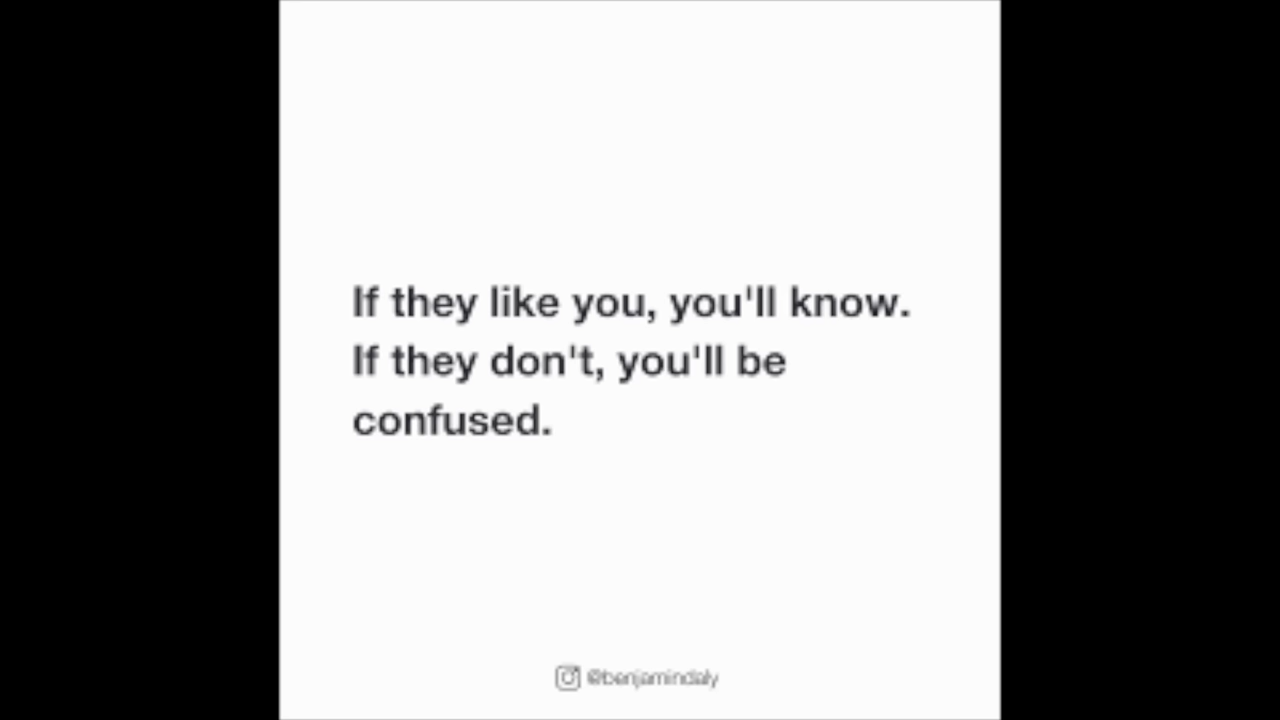 If they like you, you'll know.
If they don't, you'll be
confused.
@benjamindaly